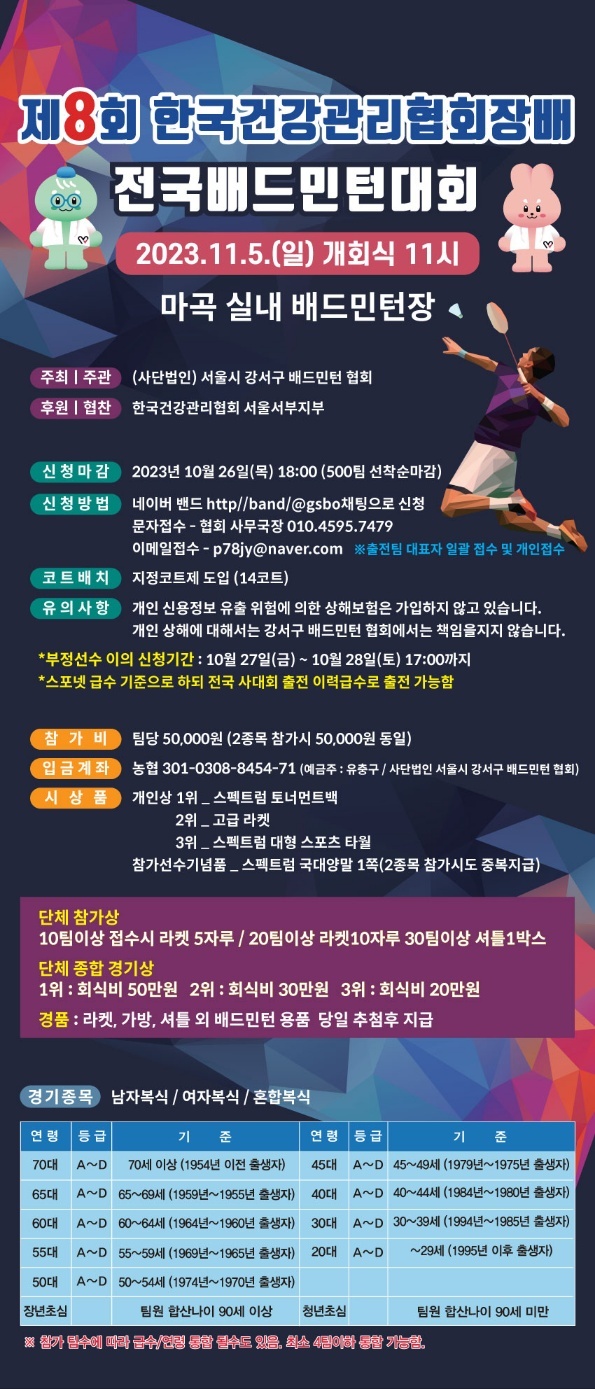 제8회 한국건강관리협회장배
전국배드민턴대회
2023.11.5.(일) 개회식 11시
마곡 실내 배드민턴장
주최 | 주관 (사단법인) 서울시 강서구 배드민턴 협회
후원 | 협찬 한국건강관리협회 서울서부지부
신청마감 2023년 10월 26일(목) 18:00 (500팀 선착순마감)
신청방법 네이버 밴드 http//band/@gsbo채팅으로 신청
문자접수 - 협회 사무국장 010.4595.7479
이메일접수 - p78jy@naver.com ※출전팀 대표자 일괄 접수 및 개인접수
코트배치 지정코트제 도입 (14코트)
유의사항 개인 신용정보 유출 위험에 의한 상해보험은 가입하지 않고 있습니다.
개인 상해에 대해서는 강서구 배드민턴 협회에서는 책임을지지 않습니다.
*부정선수 이의 신청기간 : 10월 27일(금) ~ 10월 28일(토) 17:00까지
*스포넷 급수 기준으로 하되 전국 사대회 출전 이력급수로 출전 가능함
참 가 비 팀당 50,000원 (2종목 참가시 50,000원 동일)
입금계좌 농협 301-0308-8454-71 (예금주 : 유충구 / 사단법인 서울시 강서구 배드민턴 협회)
시 상 품 개인상 1위 _ 스펙트럼 토너먼트백
2위 _ 고급 라켓
3위 _ 스펙트럼 대형 스포츠 타월
참가선수기념품 _ 스펙트럼 국대양말 1쪽(2종목 참가시도 중복지급)
단체 참가상
10팀이상 접수시 라켓 5자루 / 20팀이상 라켓10자루 30팀이상 셔틀1박스
단체 종합 경기상
1위 : 회식비 50만원 2위 : 회식비 30만원 3위 : 회식비 20만원
경품 : 라켓, 가방, 셔틀 외 배드민턴 용품 당일 추첨후 지급
경기종목 남자복식 / 여자복식 / 혼합복식
연령 등급 기 준 연령 등급 기 준
70대 A~D 70세 이상 (1954년 이전 출생자) 45대 A~D 45~49세 (1979년~1975년 출생자)
65대 A~D 65~69세 (1959년~1955년 출생자) 40대 A~D 40~44세 (1984년~1980년 출생자)
60대 A~D 60~64세 (1964년~1960년 출생자) 30대 A~D 30~39세 (1994년~1985년 출생자)
55대 A~D 55~59세 (1969년~1965년 출생자) 20대 A~D ~29세 (1995년 이후 출생자)
50대 A~D 50~54세 (1974년~1970년 출생자)
장년초심 팀원 합산나이 90세 이상 청년초심 팀원 합산나이 90세 미만
※ 참가 팀수에 따라 급수/연령 통합 될수도 있음. 최소 4팀이하 통합 가능함.